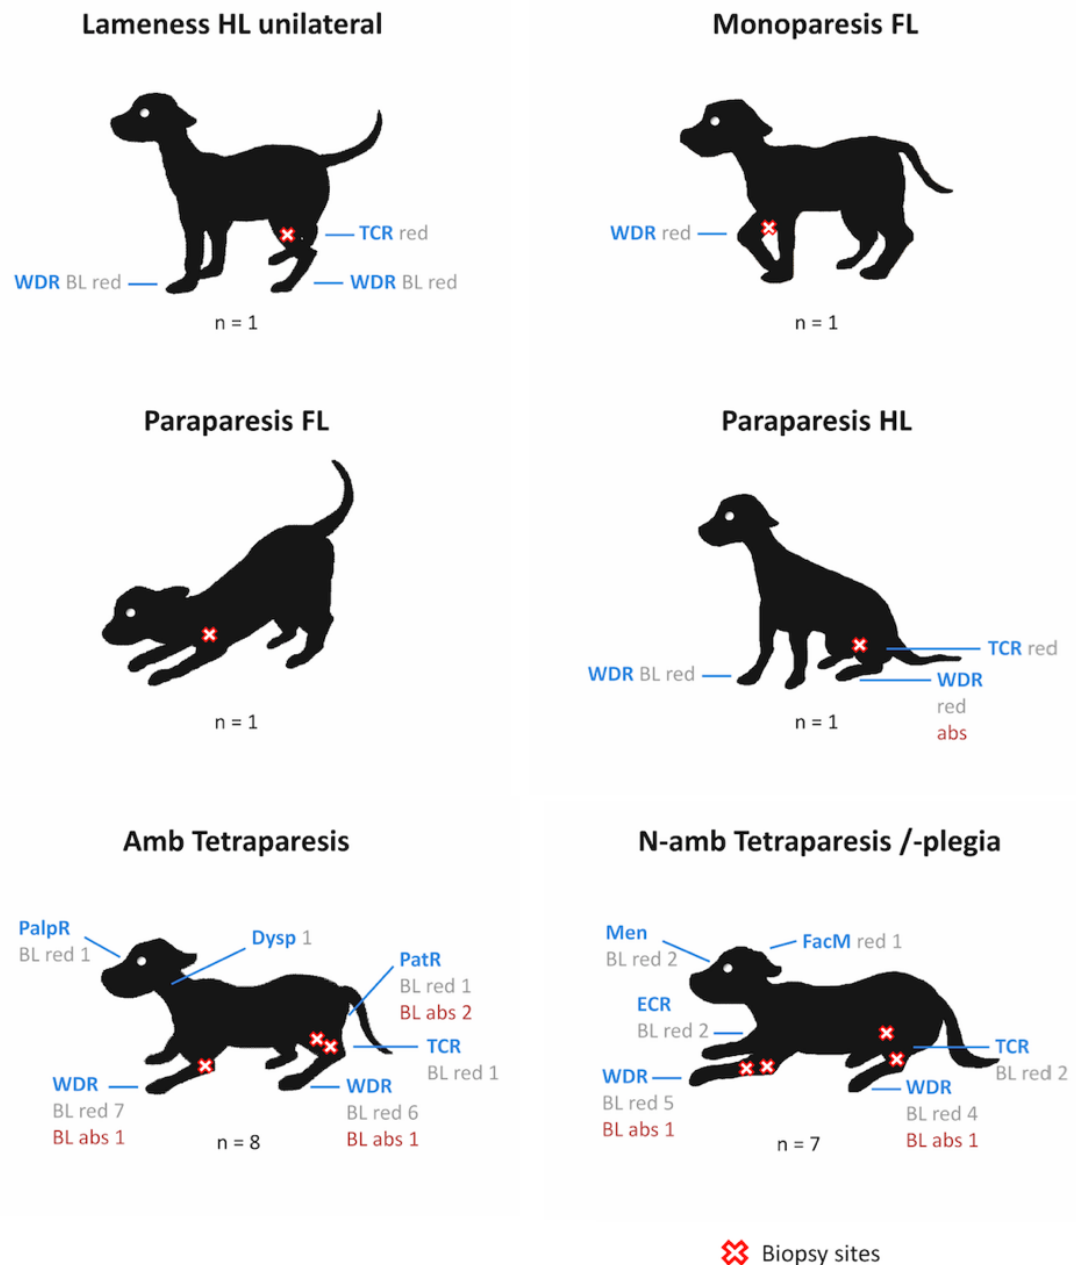 Lameness HL unilateral
TCR red
WDR BL red
WDR BL red
n = 1
Monoparesis FL
WDR red
n = 1
Paraparesis FL
n = 1
Paraparesis HL
TCR red
WDR BL red
WDR
red
abs
n = 1
Amb Tetraparesis
PalpR
BL red 1
Dysp 1
PatR
BL red 1
BL abs 2
TCR
BL red 1
WDR
BL red 7
BL abs 1
WDR
BL red 6
BL abs 1
n = 8
N-amb Tetraparesis /-plegia
Men
BL red 2
FacM red 1
ECR
BL red 2
TCR
BL red 2
WDR
BL red 5
BL abs 1
WDR
BL red 4
BL abs 1
n = 7
Biopsy sites